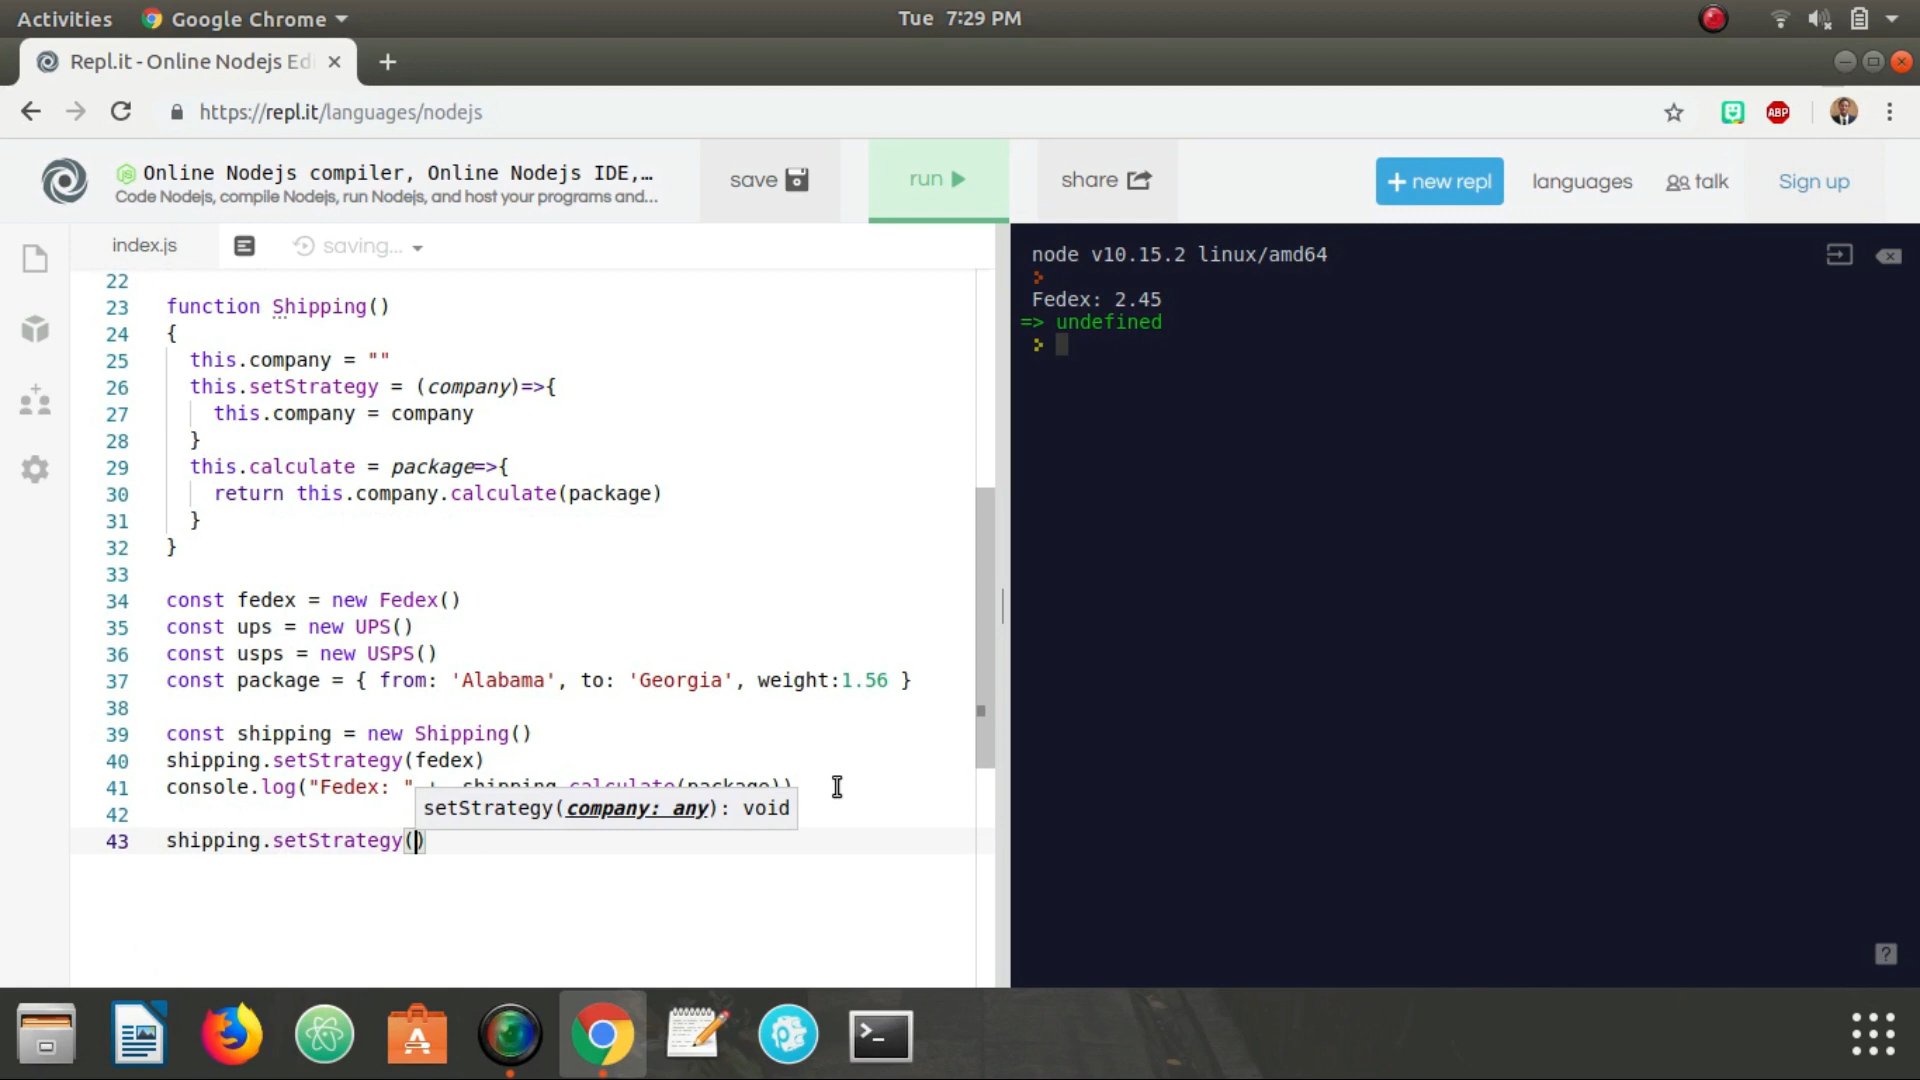 Activities
Google Chrome
Tue 7:29 PM
Repl.it - Online Nodejs Edi
https://repl.it/languages/nodejs
ABP
Online Nodejs compiler, Online Nodejs IDE,...
Code Nodejs, compile Nodejs, run Nodejs, and host your programs and...
save
run
share
+ new repl
languages
talk
Sign up
index.js
saving...
22
23 function Shipping()
24 {
25 this.company = ""
26 this.setStrategy = (company)=>{
27 this.company = company
28 }
29 this.calculate = package=>{
30 return this.company.calculate(package)
31 }
32 }
33
34 const fedex = new Fedex()
35 const ups = new UPS()
36 const usps = new USPS()
37 const package = { from: 'Alabama', to: 'Georgia', weight:1.56 }
38
39 const shipping = new Shipping()
40 shipping.setStrategy(fedex)
41 console.log("Fedex: " + shipping.calculate(package))
setStrategy(company: any): void
42
43 shipping.setStrategy()
node v10.15.2 linux/amd64
Fedex: 2.45
=> undefined
?